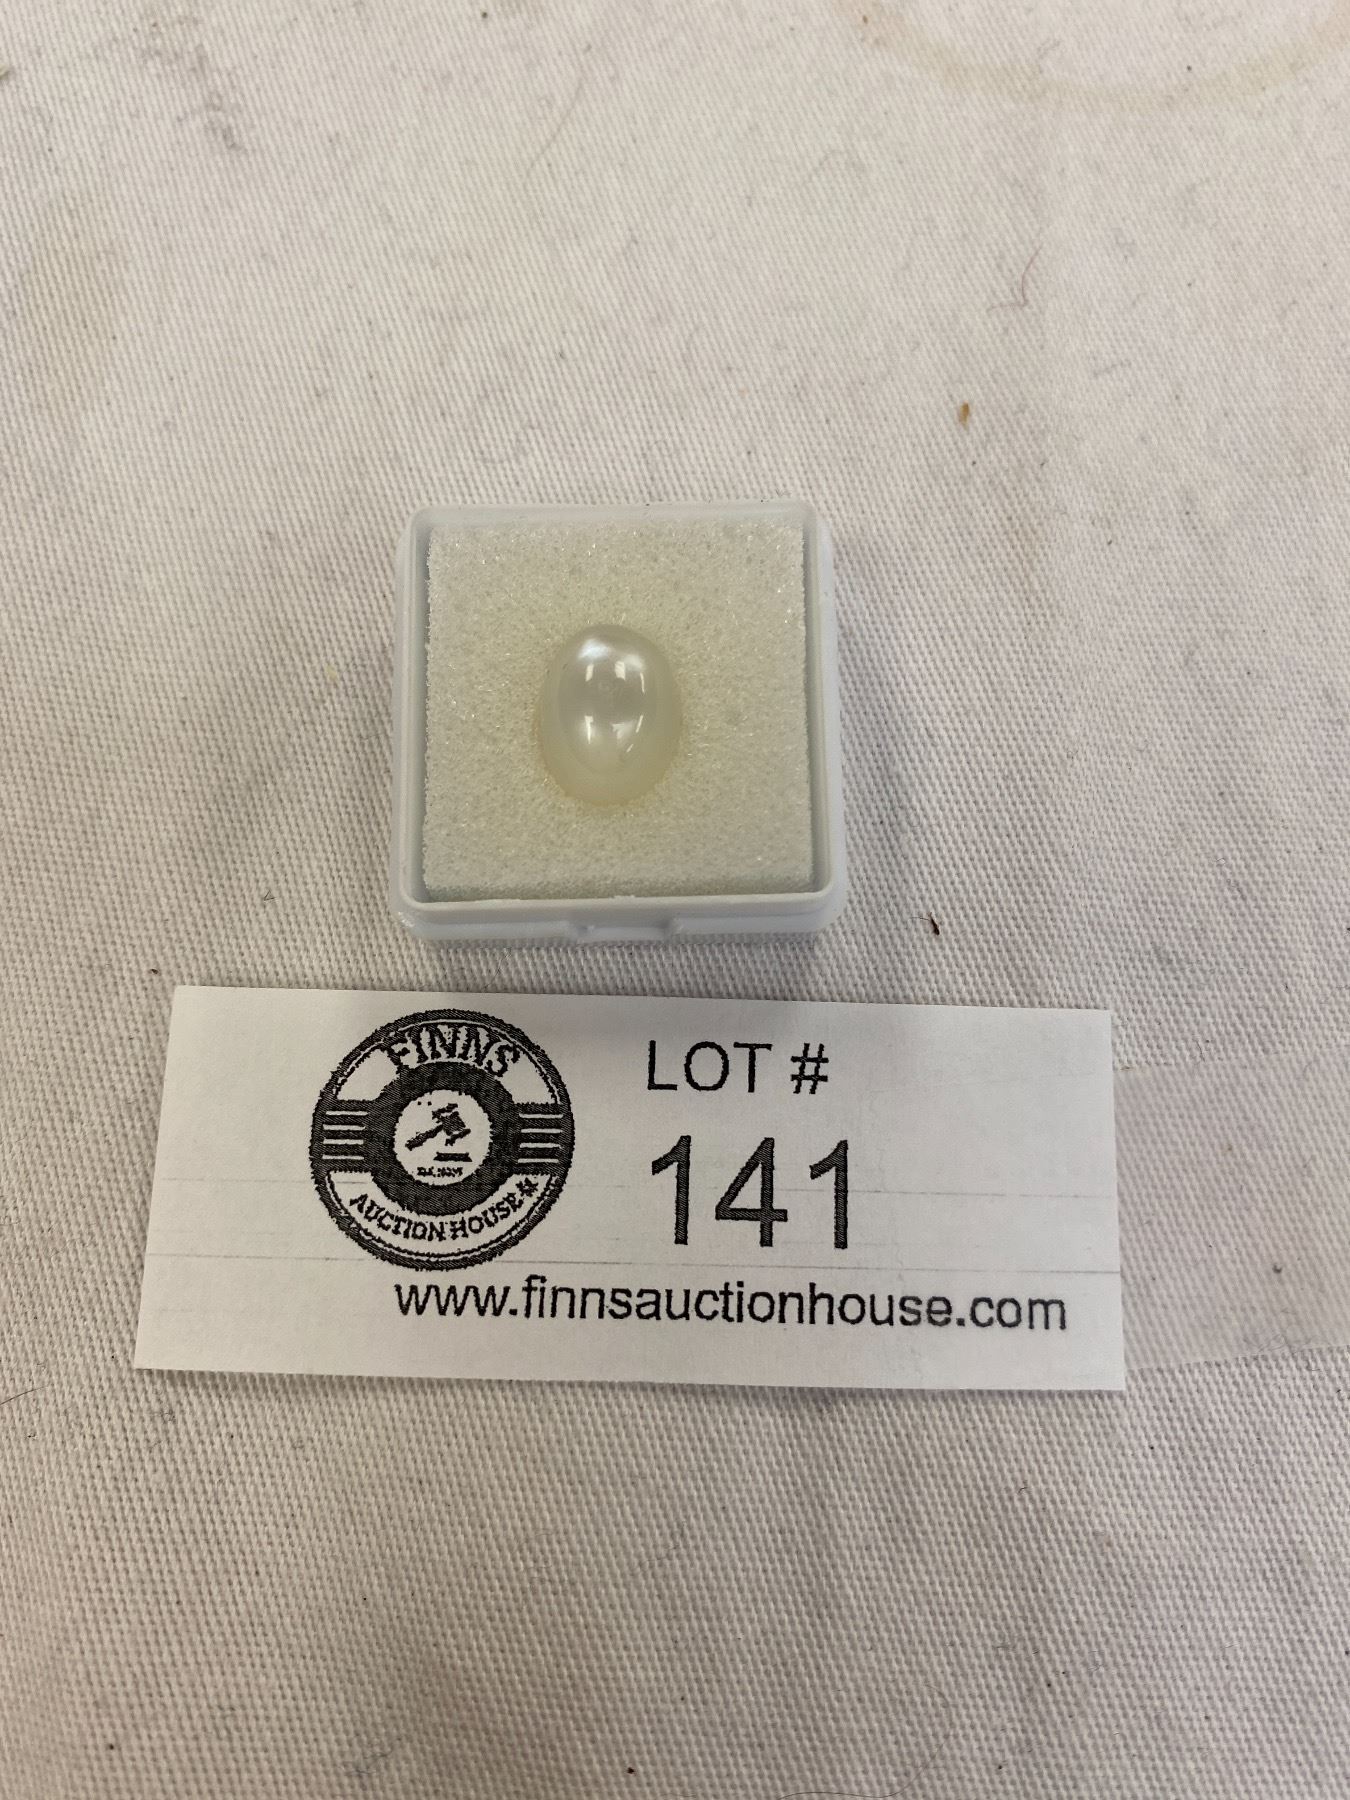 FINNS
AUCTION HOUSE
LOT #
141
www.finnsauctionhouse.com